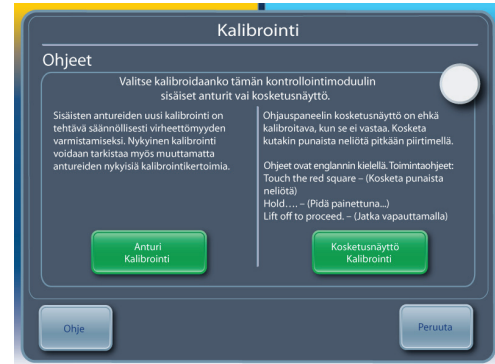 Kalibrointi
Ohjeet
Valitse kalibroidaanko tämän kontrollointimoduulin
sisäiset anturit vai kosketusnäyttö.
Sisäisten antureiden uusi kalibrointi on
tehtävä säännöllisesti virheettömyyden
varmistamiseksi. Nykyinen kalibrointi
voidaan tarkistaa myös muuttamatta
antureiden nykyisiä kalibrointikertoimia.
Ohjauspaneelin kosketusnäyttö on ehkä
kalibroitava, kun se ei vastaa. Kosketa
kutakin punaista neliötä pitkään piirtimellä.
Ohjeet ovat englannin kielellä. Toimintaohjeet:
Touch the red square – (Kosketa punaista
neliötä)
Hold…. – (Pidä painettuna...)
Lift off to proceed. – (Jatka vapauttamalla)
Anturi
Kalibrointi
Kosketusnäyttö
Kalibrointi
Ohje
Peruuta